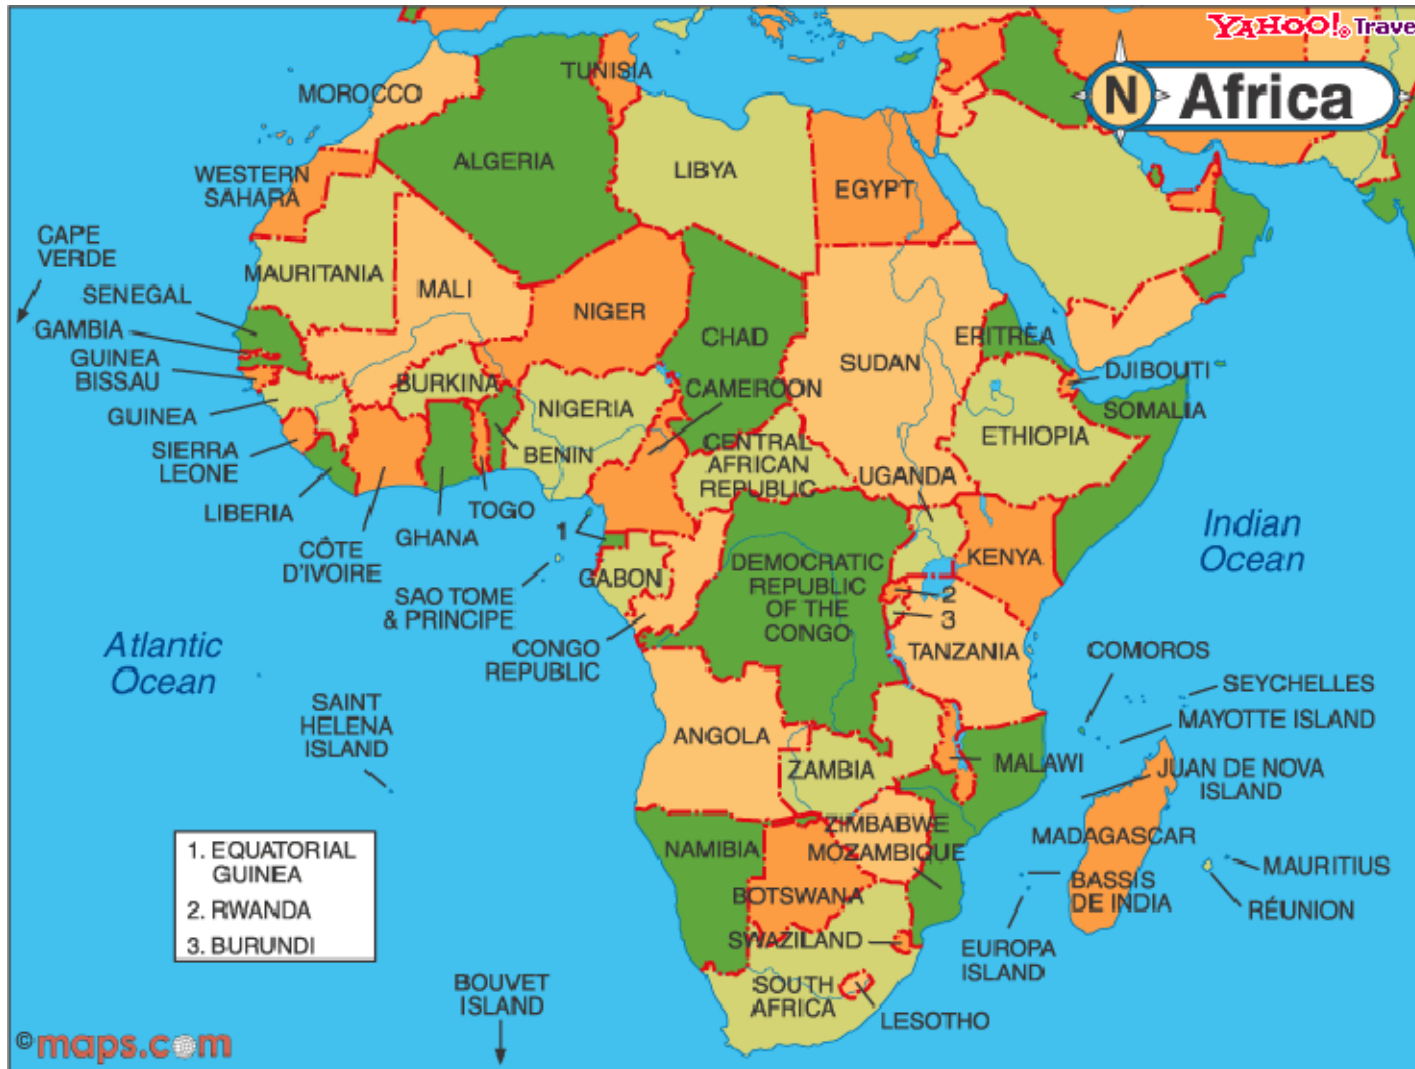 YAHOO! Trave
N Africa
TUNISIA
MOROCCO
ALGERIA
LIBYA
EGYPT
WESTERN
SAHARA
CAPE
VERDE
MAURITANIA
MALI
NIGER
CHAD
SUDAN
ERITREA
SENEGAL
GAMBIA
GUINEA
BISSAU
GUINEA
SIERRA
LEONE
LIBERIA
CÔTE
D'IVOIRE
BURKINA
GHANA
TOGO
BENIN
NIGERIA
CAMEROON
CENTRAL
AFRICAN
REPUBLIC
DJIBOUTI
SOMALIA
ETHIOPIA
UGANDA
KENYA
Indian
Ocean
1
GABON
SAO TOME
& PRINCIPE
CONGO
REPUBLIC
DEMOCRATIC
REPUBLIC
OF THE
CONGO
2
3
TANZANIA
Atlantic
Ocean
SAINT
HELENA
ISLAND
COMOROS
SEYCHELLES
MAYOTTE ISLAND
JUAN DE NOVA
ISLAND
ANGOLA
ZAMBIA
MALAWI
ZIMBABWE
MOZAMBIQUE
MADAGASCAR
MAURITIUS
RÉUNION
BASSIS
DE INDIA
EUROPA
ISLAND
NAMIBIA
BOTSWANA
SWAZILAND
SOUTH
AFRICA
LESOTHO
1. EQUATORIAL
GUINEA
2. RWANDA
3. BURUNDI
BOUVET
ISLAND
©maps.com